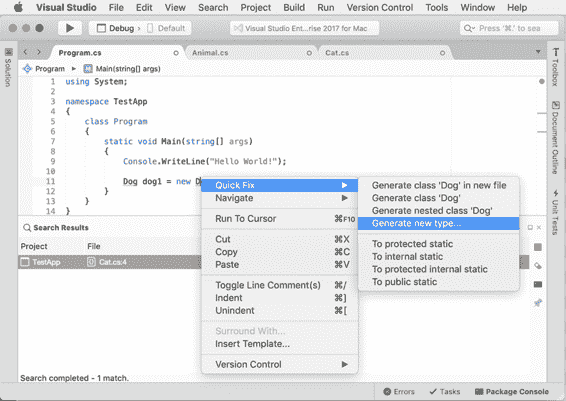 Visual Studio File Edit View Search Project Build Run Version Control Tools Window Help
Debug › Default
Visual Studio Ent...rise 2017 for Mac
Press '⌘.' to sea
Solution
Program.cs
Animal.cs
Cat.cs
Program ▶ Main(string[] args)
1 using System;
2
3 namespace TestApp
4 {
5 class Program
6 {
7 static void Main(string[] args)
8 {
9 Console.WriteLine("Hello World!");
10
11 Dog dog1 = new D
12 }
13 }
14 }
Quick Fix
Navigate
Run To Cursor ⌘F10
Cut ⌘X
Copy ⌘C
Paste ⌘V
Toggle Line Comment(s) ⌘/
Indent ⌘]
Unindent ⌘[
Surround With...
Insert Template...
Version Control
Generate class 'Dog' in new file
Generate class 'Dog'
Generate nested class 'Dog'
Generate new type...
To protected static
To internal static
To protected internal static
To public static
Toolbox
Document Outline
Unit Tests
Search Results
Project File
TestApp Cat.cs:4
Search completed - 1 match.
Errors Tasks Package Console